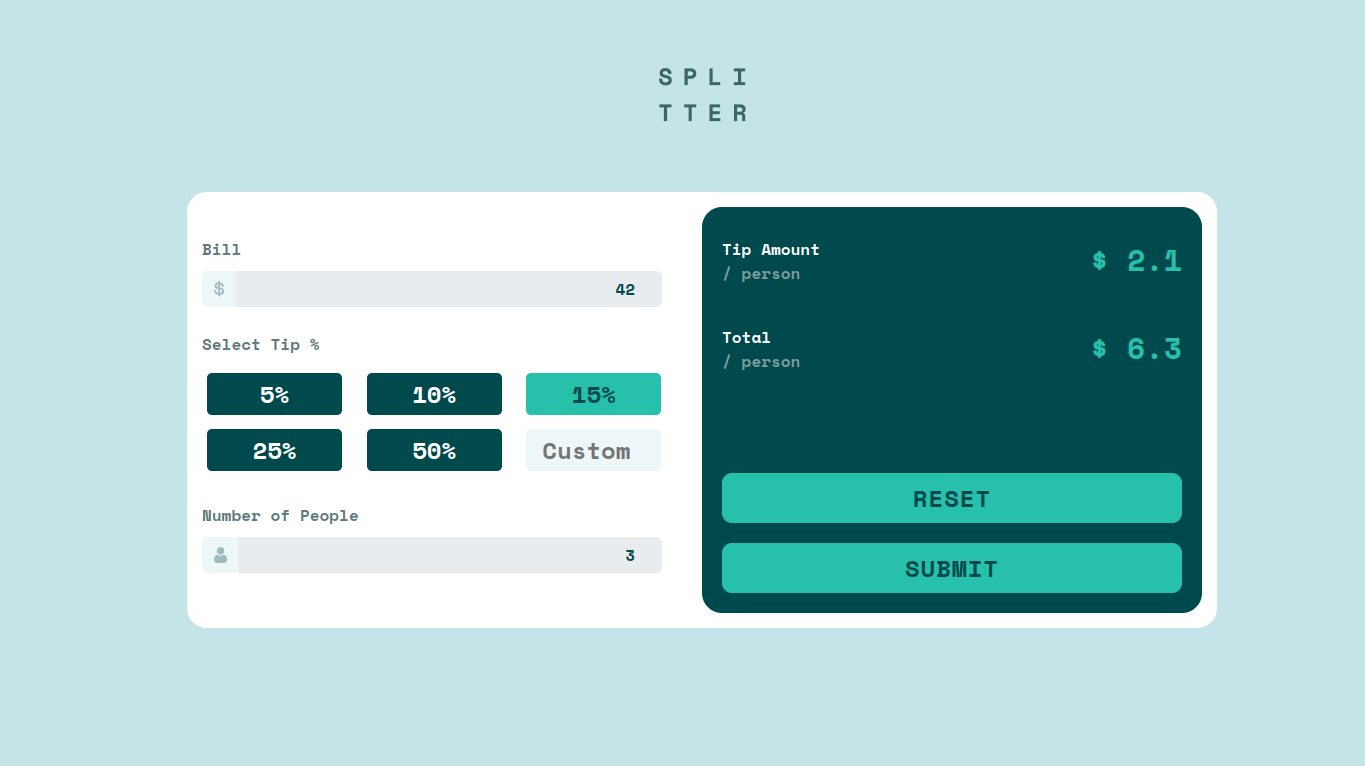 SPLI
TTER
Bill
$
42
Select Tip %
5%
10%
15%
25%
50%
Custom
Number of People
3
Tip Amount
/ person
$ 2.1
Total
/ person
$ 6.3
RESET
SUBMIT